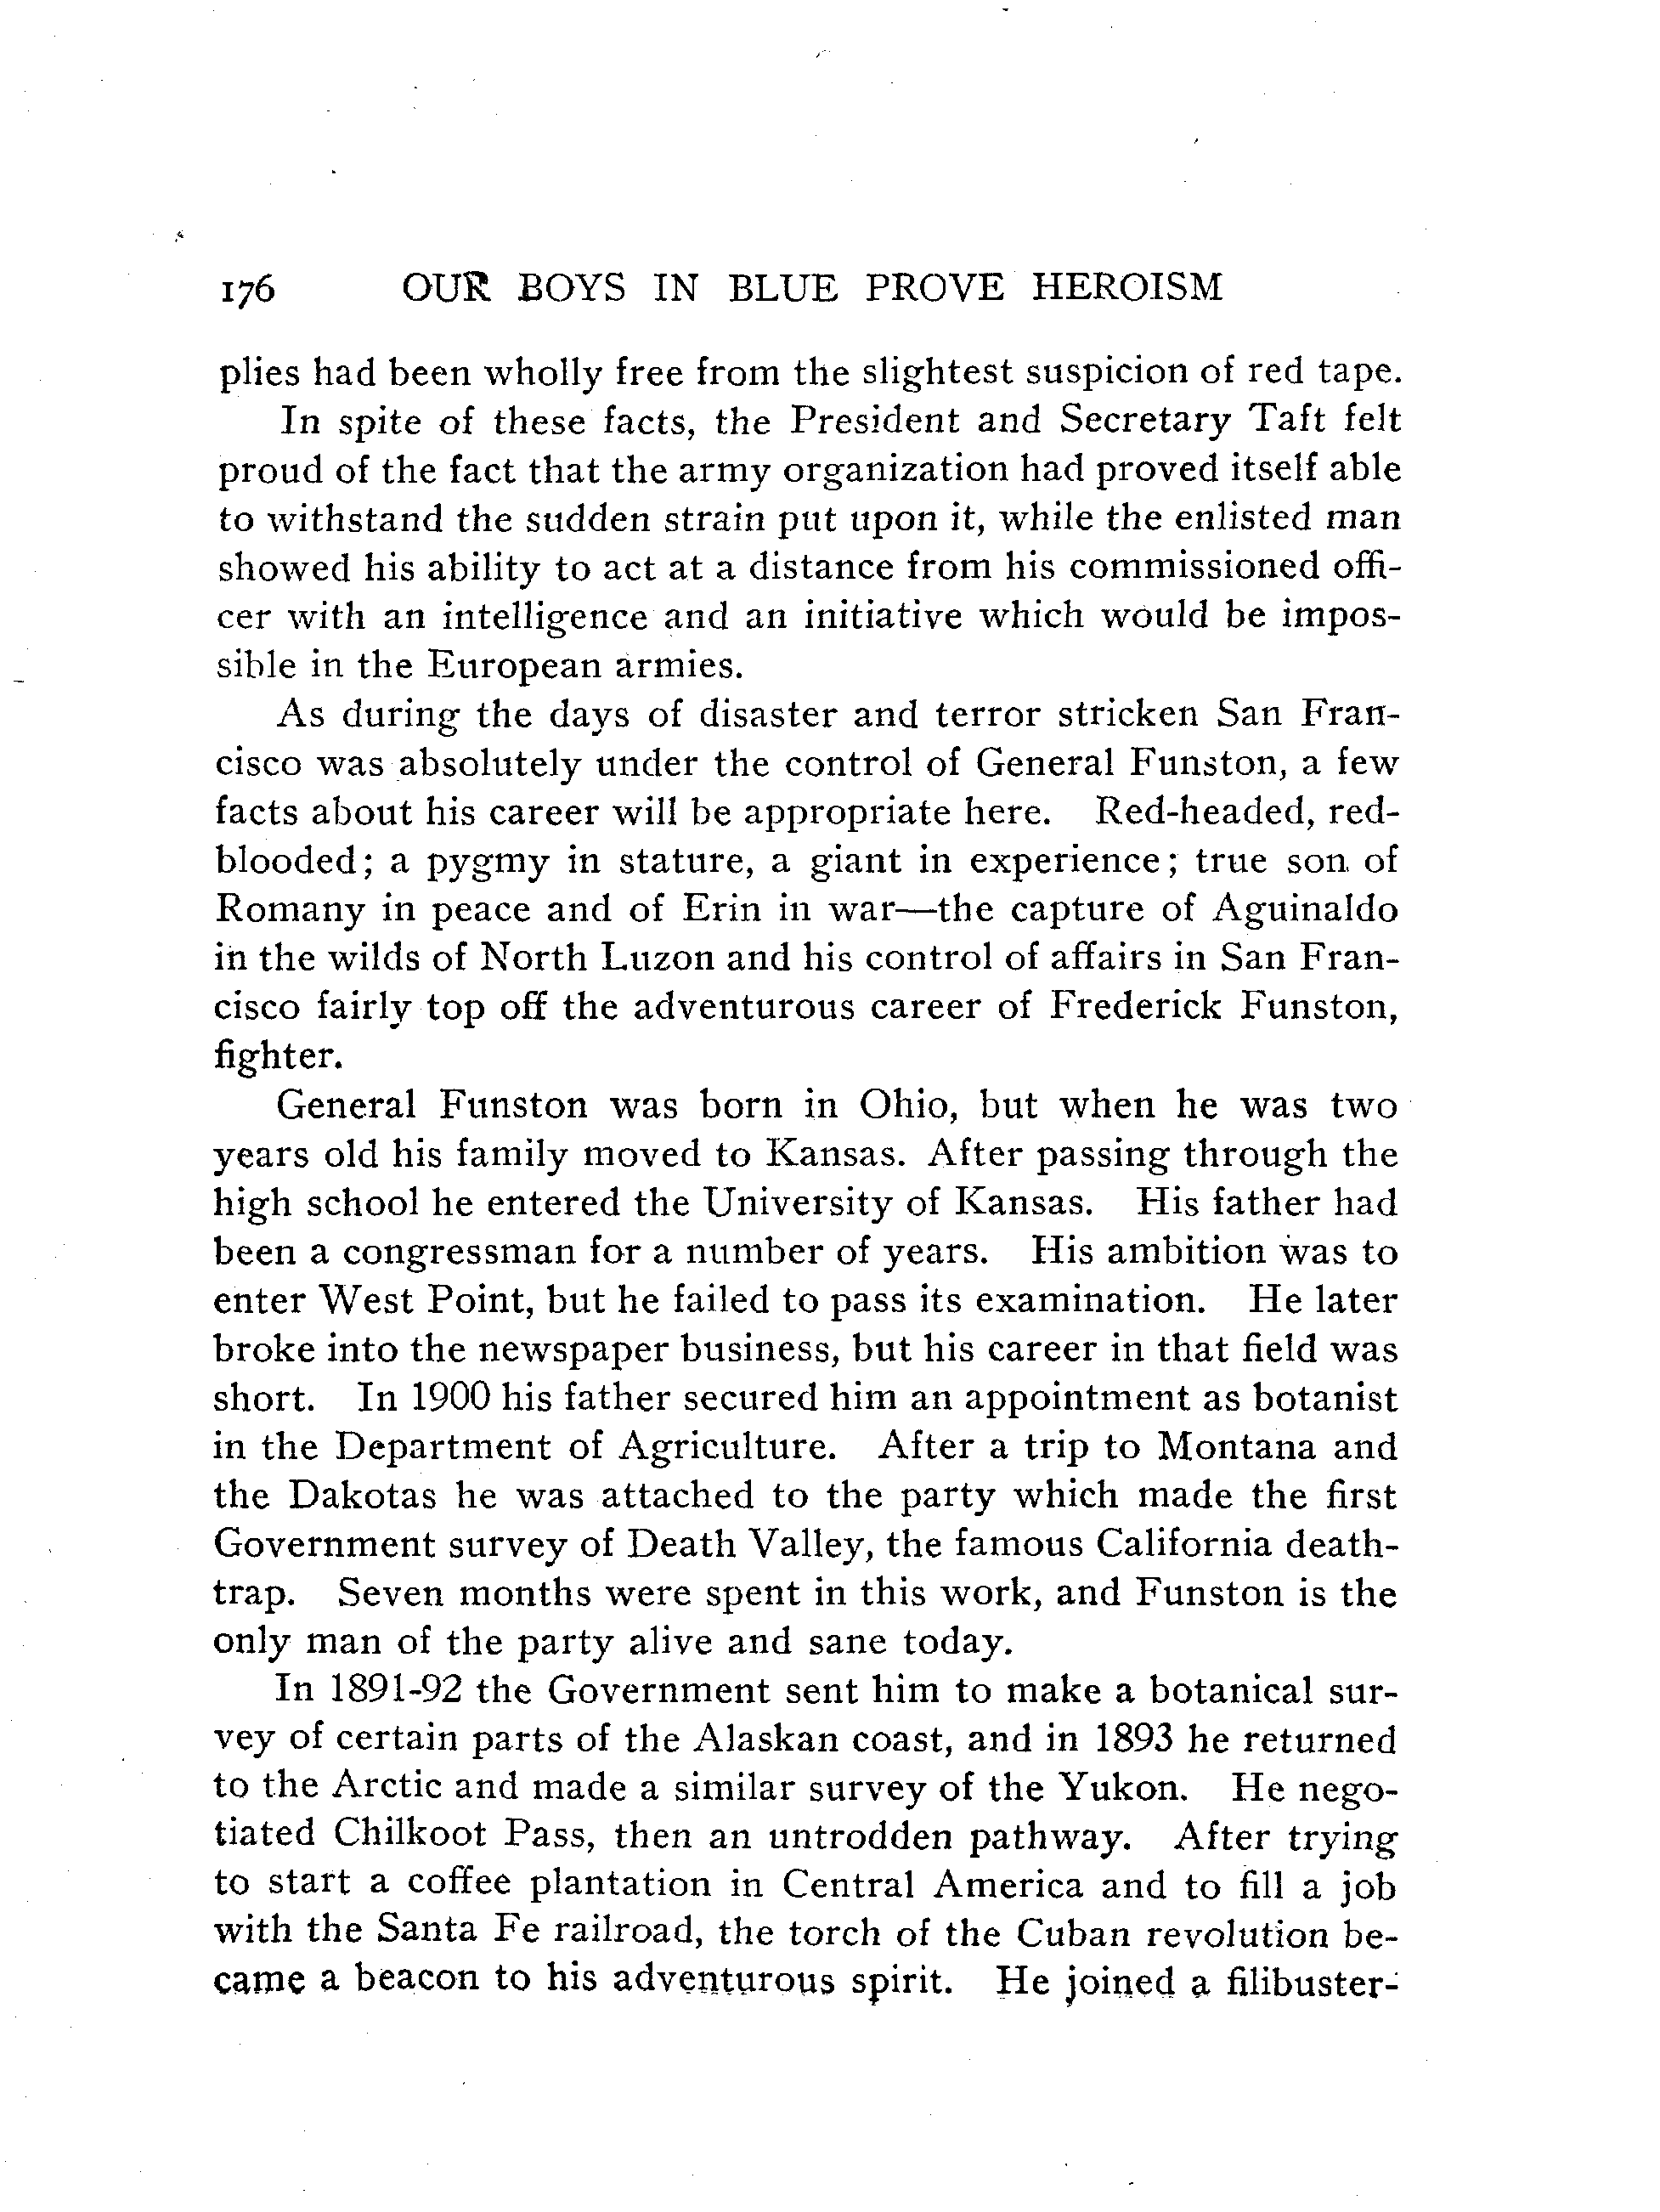 176 OUR BOYS IN BLUE PROVE HEROISM
plies had been wholly free from the slightest suspicion of red tape.
In spite of these facts, the President and Secretary Taft felt
proud of the fact that the army organization had proved itself able
to withstand the sudden strain put upon it, while the enlisted man
showed his ability to act at a distance from his commissioned offi-
cer with an intelligence and an initiative which would be impos-
sible in the European armies.
As during the days of disaster and terror stricken San Fran-
cisco was absolutely under the control of General Funston, a few
facts about his career will be appropriate here. Red-headed, red-
blooded; a pygmy in stature, a giant in experience; true son of
Romany in peace and of Erin in war—the capture of Aguinaldo
in the wilds of North Luzon and his control of affairs in San Fran-
cisco fairly top off the adventurous career of Frederick Funston,
fighter.
General Funston was born in Ohio, but when he was two
years old his family moved to Kansas. After passing through the
high school he entered the University of Kansas. His father had
been a congressman for a number of years. His ambition was to
enter West Point, but he failed to pass its examination. He later
broke into the newspaper business, but his career in that field was
short. In 1900 his father secured him an appointment as botanist
in the Department of Agriculture. After a trip to Montana and
the Dakotas he was attached to the party which made the first
Government survey of Death Valley, the famous California death-
trap. Seven months were spent in this work, and Funston is the
only man of the party alive and sane today.
In 1891-92 the Government sent him to make a botanical sur-
vey of certain parts of the Alaskan coast, and in 1893 he returned
to the Arctic and made a similar survey of the Yukon. He nego-
tiated Chilkoot Pass, then an untrodden pathway. After trying
to start a coffee plantation in Central America and to fill a job
with the Santa Fe railroad, the torch of the Cuban revolution be-
came a beacon to his adventurous spirit. He joined a filibuster-